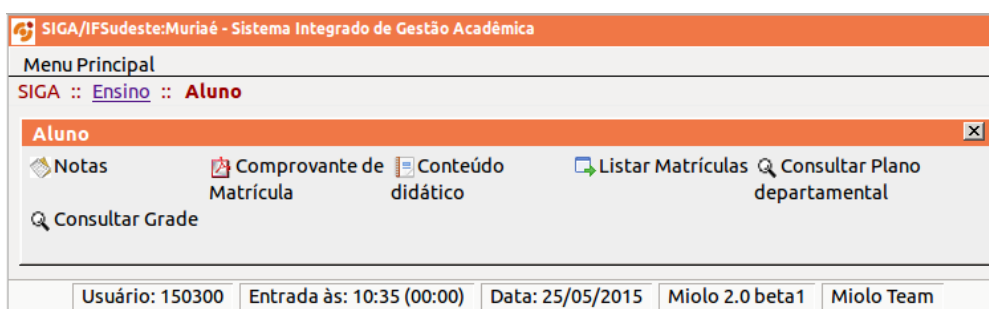 SIGA/IFSudeste:Muriaé - Sistema Integrado de Gestão Acadêmica
Menu Principal
SIGA :: Ensino :: Aluno
Aluno
Notas
Comprovante de
Matrícula
Conteúdo
didático
Listar Matrículas
Consultar Plano
departamental
Consultar Grade
Usuário: 150300
Entrada às: 10:35 (00:00)
Data: 25/05/2015
Miolo 2.0 beta1
Miolo Team